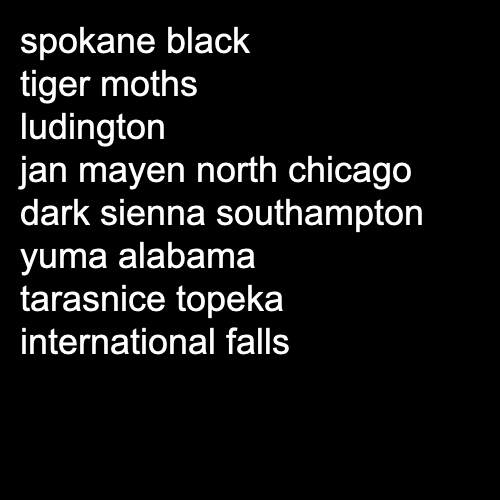 spokane black
tiger moths
ludington
jan mayen north chicago
dark sienna southampton
yuma alabama
tarasnice topeka
international falls